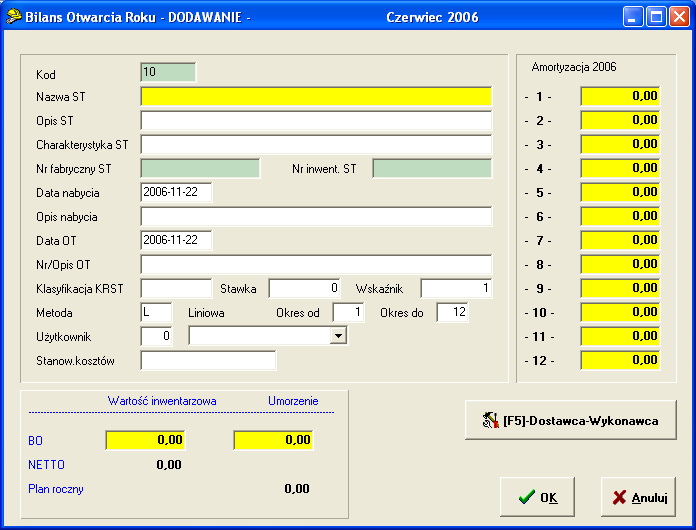 Bilans Otwarcia Roku - DODAWANIE - Czerwiec 2006
Kod 10
Nazwa ST
Opis ST
Charakterystyka ST
Nr fabryczny ST Nr inwent. ST
Data nabycia 2006-11-22
Opis nabycia
Data OT 2006-11-22
Nr/Opis OT
Klasyfikacja KRST Stawka 0 Wskaźnik 1
Metoda L Liniowa Okres od 1 Okres do 12
Użytkownik 0
Stanow.kosztów
Amortyzacja 2006
- 1 - 0,00
- 2 - 0,00
- 3 - 0,00
- 4 - 0,00
- 5 - 0,00
- 6 - 0,00
- 7 - 0,00
- 8 - 0,00
- 9 - 0,00
- 10 - 0,00
- 11 - 0,00
- 12 - 0,00
Wartość inwentarzowa Umorzenie
BO 0,00 0,00
NETTO 0,00
Plan roczny 0,00
[F5]-Dostawca-Wykonawca
OK Anuluj